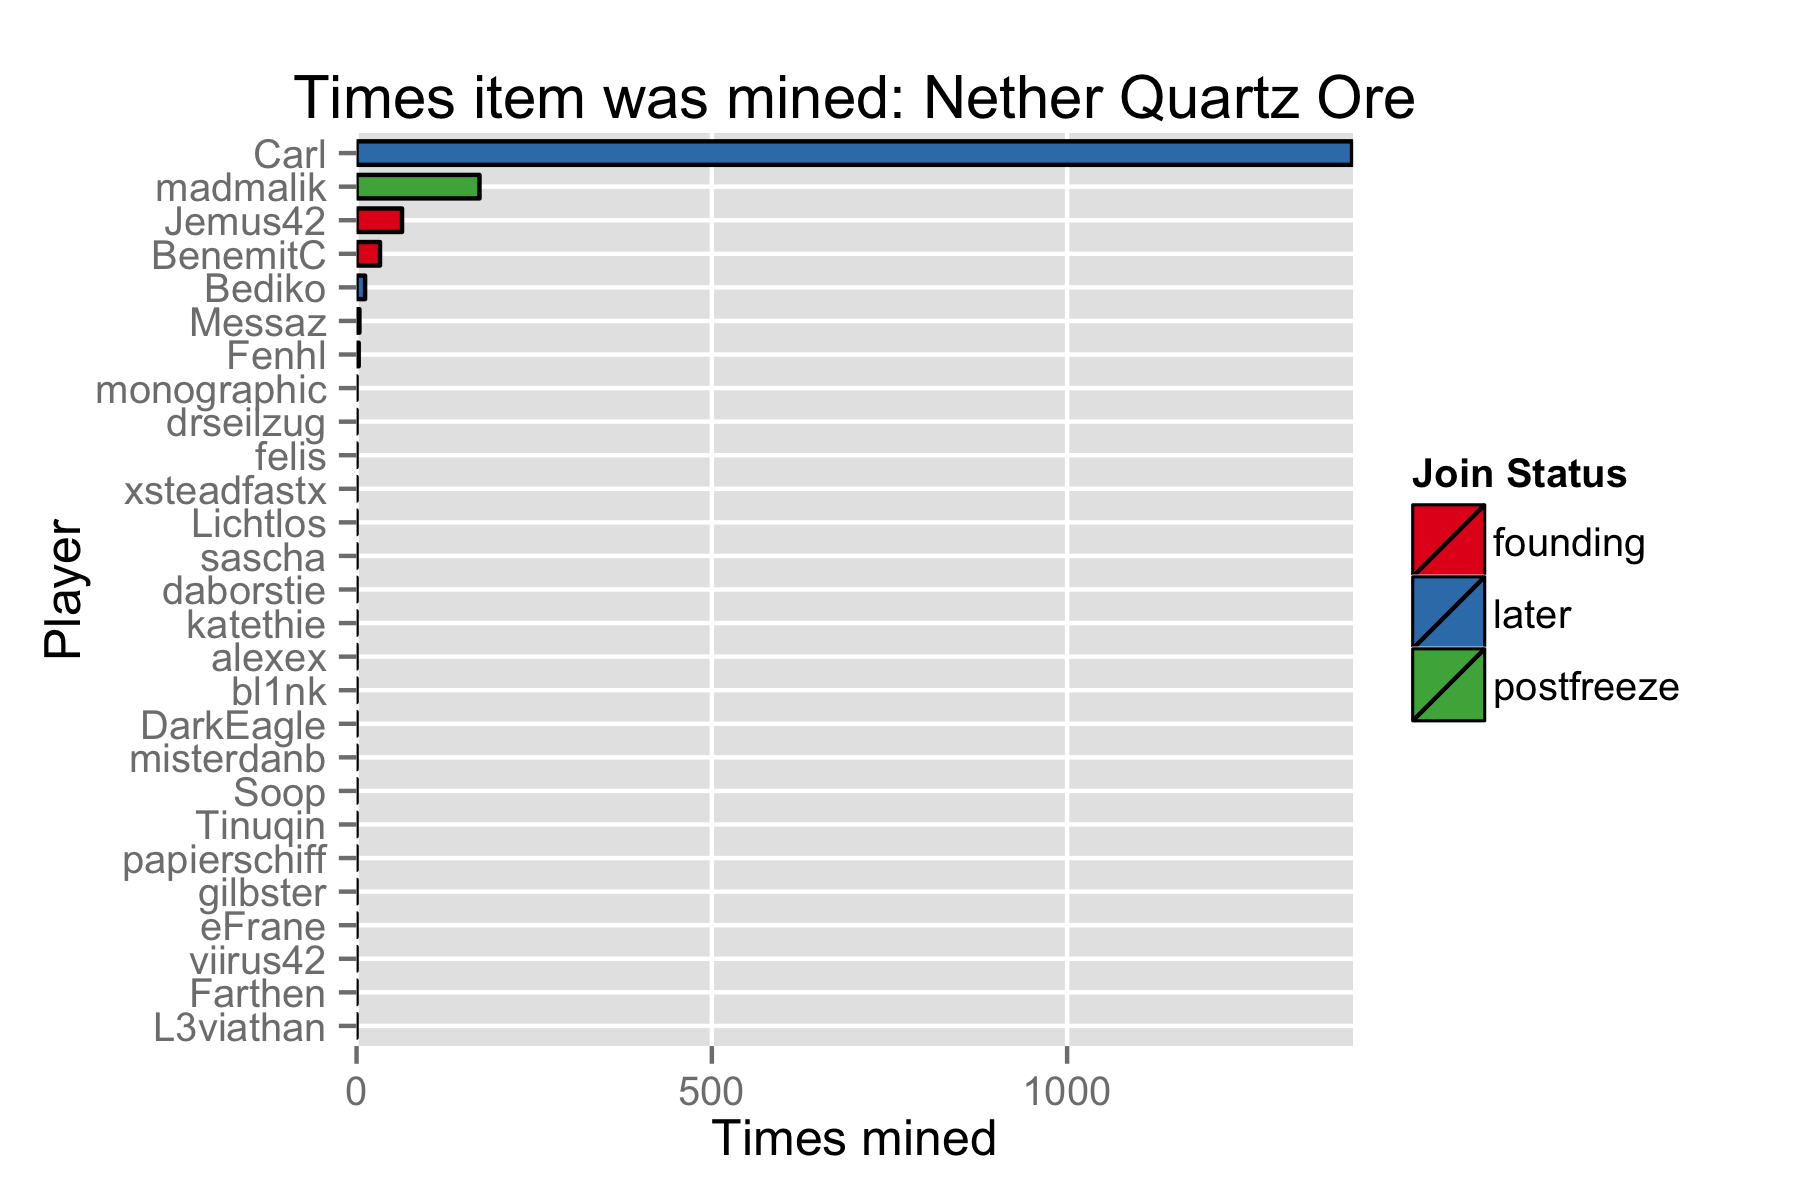 Times item was mined: Nether Quartz Ore
Player
Carl
madmalik
Jemus42
BenemitC
Bediko
Messaz
Fenhl
monographic
drseilzug
felis
xsteadfastx
Lichtlos
sascha
daborstie
katethie
alexex
bl1nk
DarkEagle
misterdanb
Soop
Tinuqin
papierschiff
gilbster
eFrane
viirus42
Farthen
L3viathan
0 500 1000
Times mined
Join Status
founding
later
postfreeze